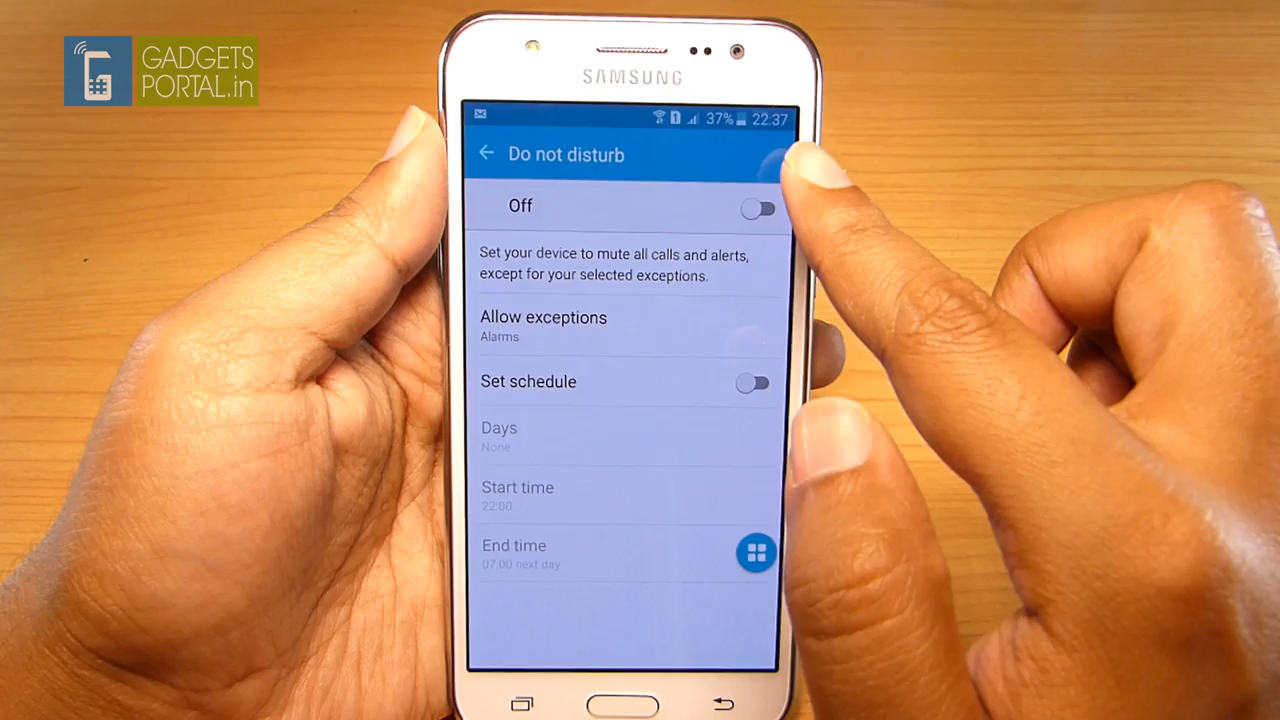 GADGETS
PORTAL.in
SAMSUNG
1 37% 22:37
Do not disturb
Off
Set your device to mute all calls and alerts,
except for your selected exceptions.
Allow exceptions
Alarms
Set schedule
Days
None
Start time
22:00
End time
07:00 next day